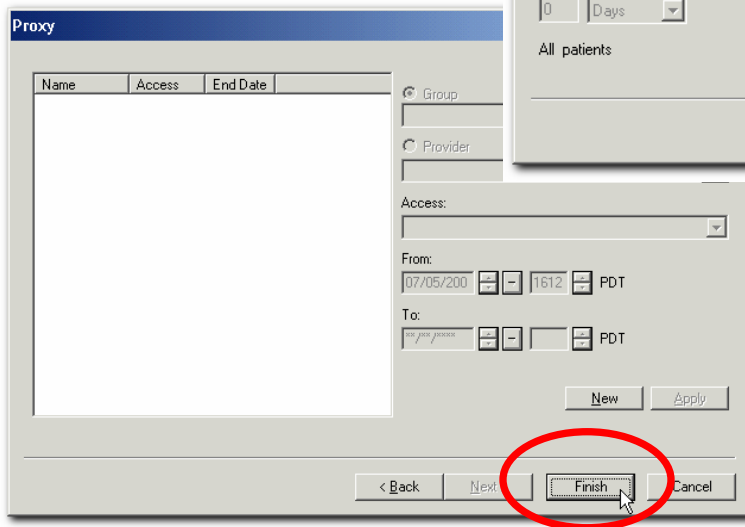 0 Days
All patients
Proxy
Name Access End Date
Group
Provider
Access:
From:
07/05/200 1612 PDT
To:
**/**/**** PDT
New Apply
< Back Next Finish Cancel